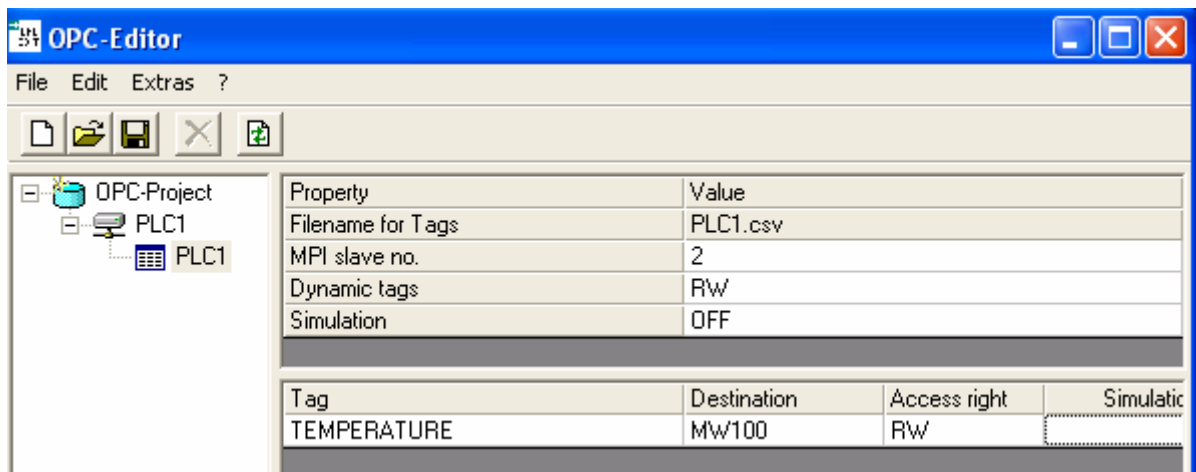 OPC-Editor
File Edit Extras ?
OPC-Project
PLC1
PLC1
Property Value
Filename for Tags PLC1.csv
MPI slave no. 2
Dynamic tags RW
Simulation OFF
Tag Destination Access right Simulatic
TEMPERATURE MW100 RW